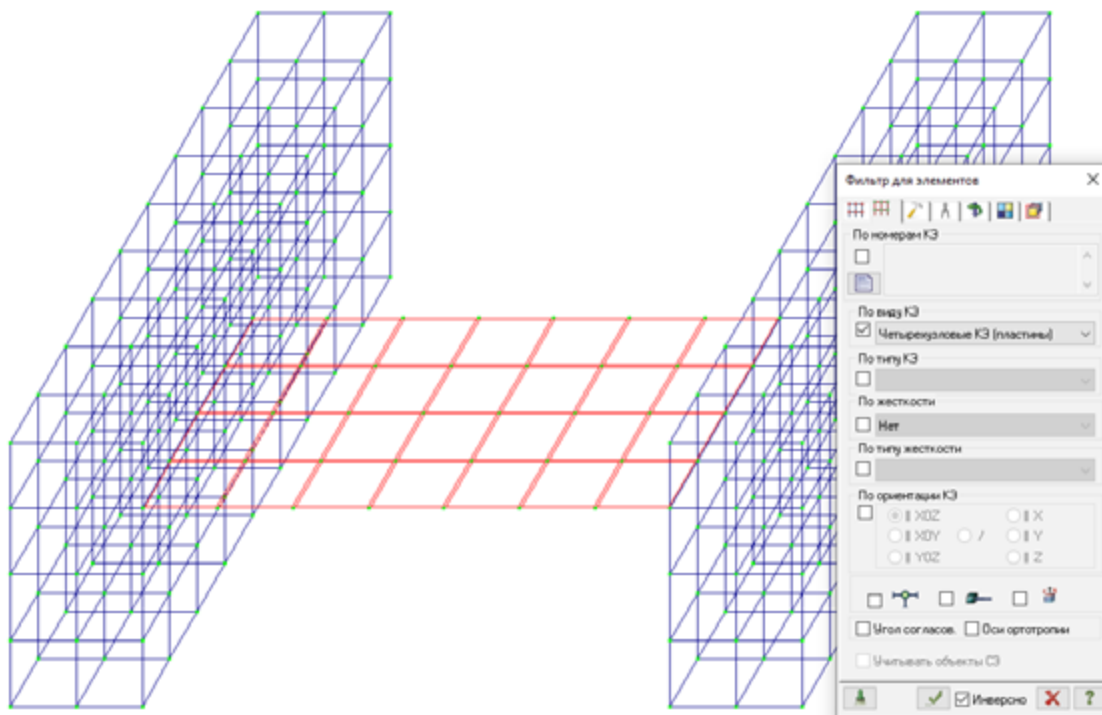 Фильтр для элементов
По номерам КЭ
По виду КЭ
Четырехузловые КЭ (пластины)
По типу КЭ
По жесткости
Нет
По типу жесткости
По ориентации КЭ
|| XOZ
|| X
|| XOY
/
|| Y
|| YOZ
|| Z
Угол согласов.
Оси ортотропии
Учитывать объекты СЭ
Инверсно
?